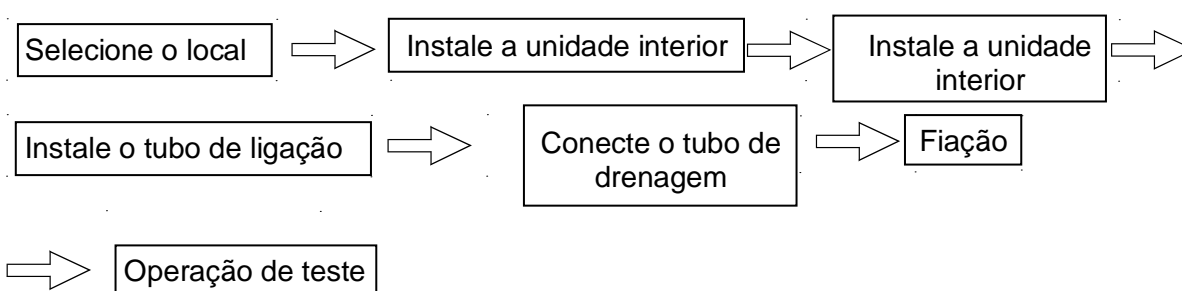 Selecione o local
Instale a unidade interior
Instale a unidade
interior
Instale o tubo de ligação
Conecte o tubo de
drenagem
Fiação
Operação de teste